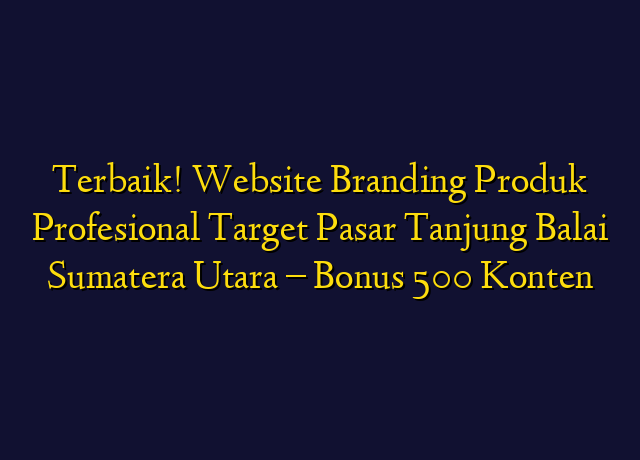 Terbaik! Website Branding Produk
Profesional Target Pasar Tanjung Balai
Sumatera Utara – Bonus 500 Konten